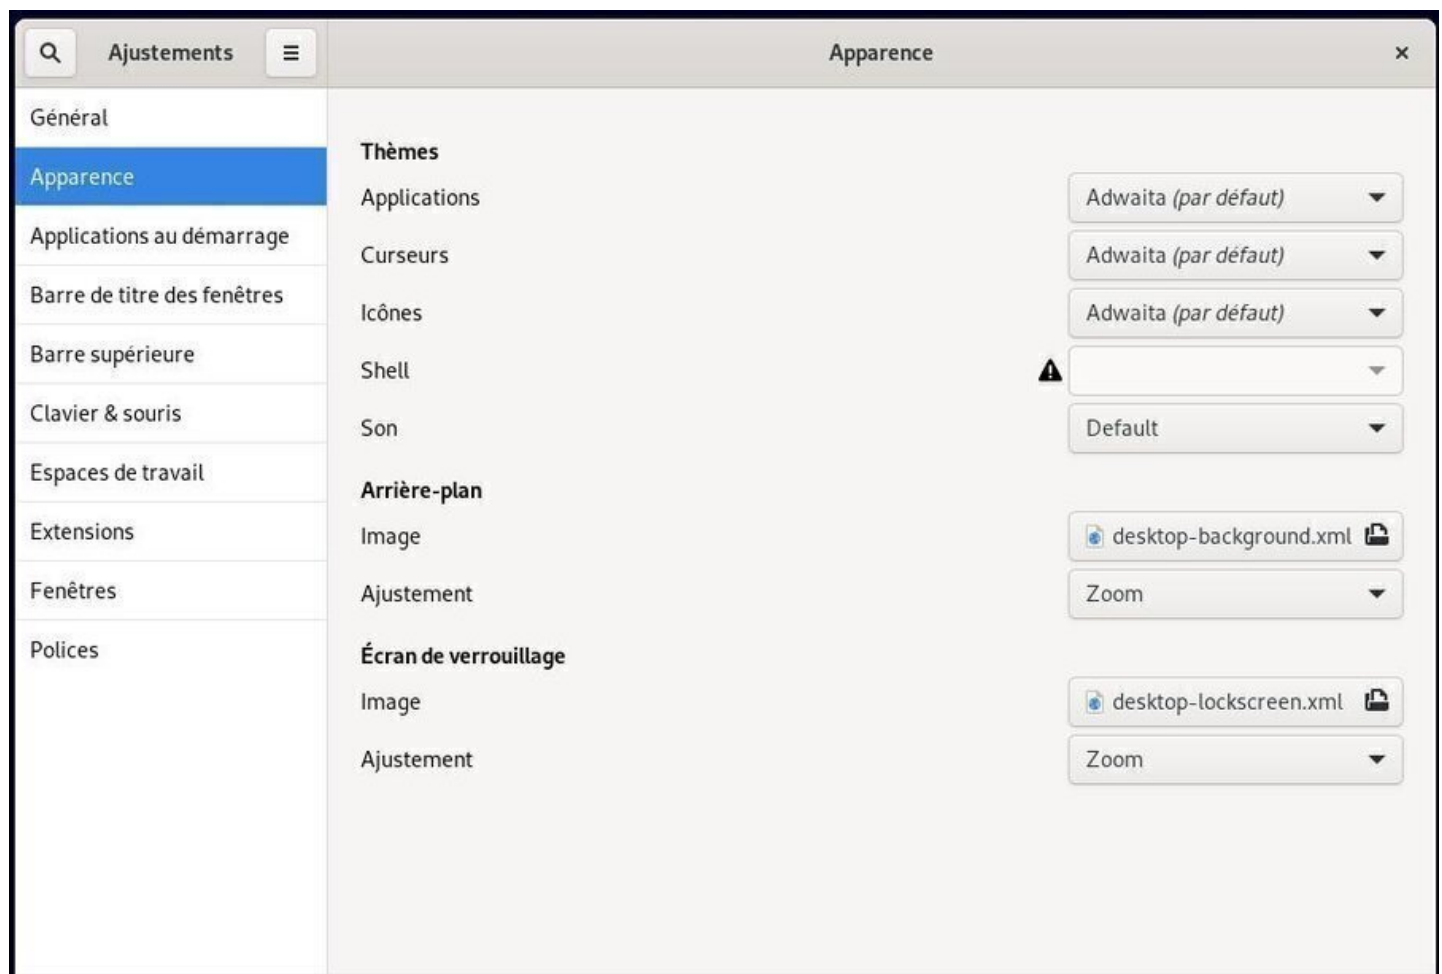 Ajustements
Apparence
Général
Apparence
Applications au démarrage
Barre de titre des fenêtres
Barre supérieure
Clavier & souris
Espaces de travail
Extensions
Fenêtres
Polices
Thèmes
Applications Adwaita (par défaut)
Curseurs Adwaita (par défaut)
Icônes Adwaita (par défaut)
Shell
Son Default
Arrière-plan
Image desktop-background.xml
Ajustement Zoom
Écran de verrouillage
Image desktop-lockscreen.xml
Ajustement Zoom